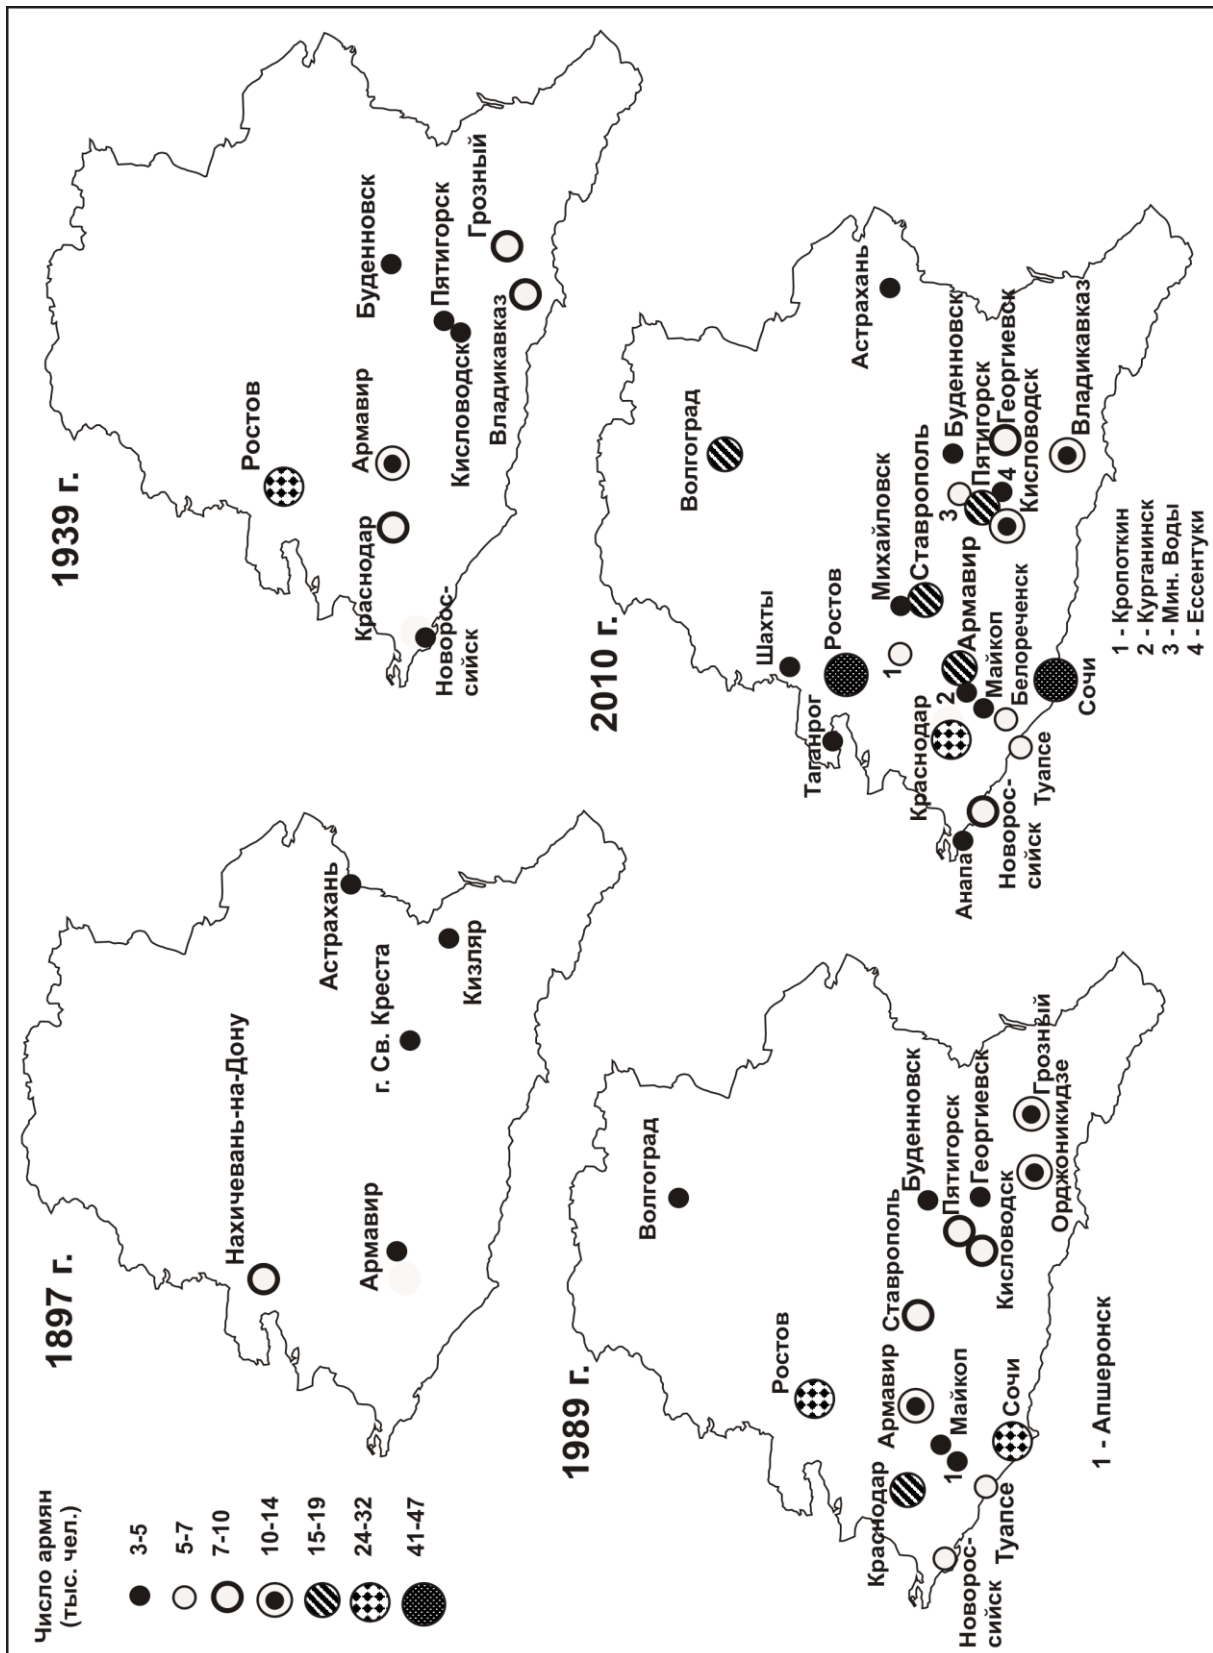 Число армян
(тыс. чел.)
3-5
5-7
7-10
10-14
15-19
24-32
41-47
1897 г.
Нахичевань-на-Дону
Астрахань
г. Св. Креста
Кизляр
Армавир
1939 г.
Ростов
Буденновск
Краснодар
Армавир
Пятигорск
Кисловодск
Грозный
Владикавказ
Новорос-
сийск
1989 г.
Волгоград
Ростов
Краснодар
Армавир
Ставрополь
Буденновск
Пятигорск
Георгиевск
Майкоп
1
Кисловодск
Грозный
Орджоникидзе
Новорос-
сийск
Туапсе
Сочи
1 - Апшеронск
2010 г.
Волгоград
Шахты
Таганрог
Ростов
Астрахань
Михайловск
1
Ставрополь
Краснодар
Армавир
2
3
Буденновск
Пятигорск
4
Георгиевск
Кисловодск
Майкоп
Белореченск
Анапа
Новорос-
сийск
Туапсе
Сочи
Владикавказ
1 - Кропоткин
2 - Курганинск
3 - Мин. Воды
4 - Ессентуки